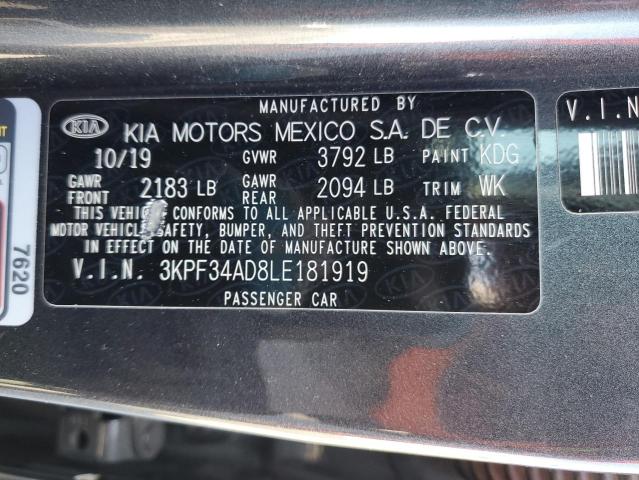 MANUFACTURED BY
KIA KIA MOTORS MEXICO S.A. DE C.V.
10/19 GVWR 3792 LB PAINT KDG
GAWR FRONT 2183 LB GAWR REAR 2094 LB TRIM WK
THIS VEHICLE CONFORMS TO ALL APPLICABLE U.S.A. FEDERAL
MOTOR VEHICLE SAFETY, BUMPER, AND THEFT PREVENTION STANDARDS
IN EFFECT ON THE DATE OF MANUFACTURE SHOWN ABOVE.
V.I.N. 3KPF34AD8LE181919
PASSENGER CAR
7620
V.I.N